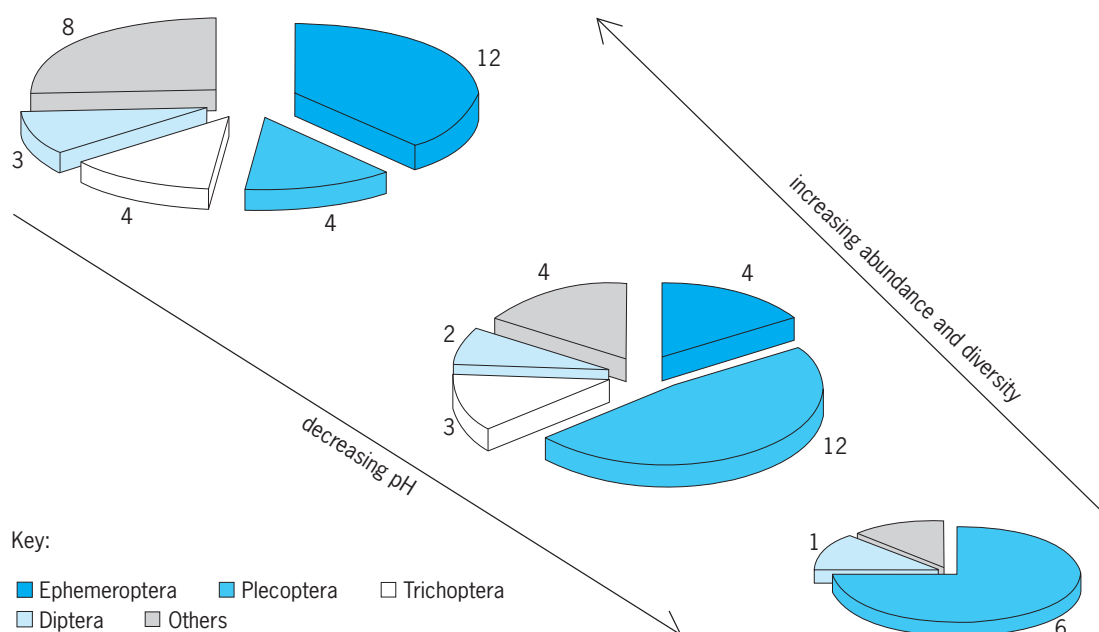 8
12
3
4
4
increasing abundance and diversity
4
4
2
3
12
decreasing pH
1
6
Key:
Ephemeroptera Plecoptera Trichoptera
Diptera Others